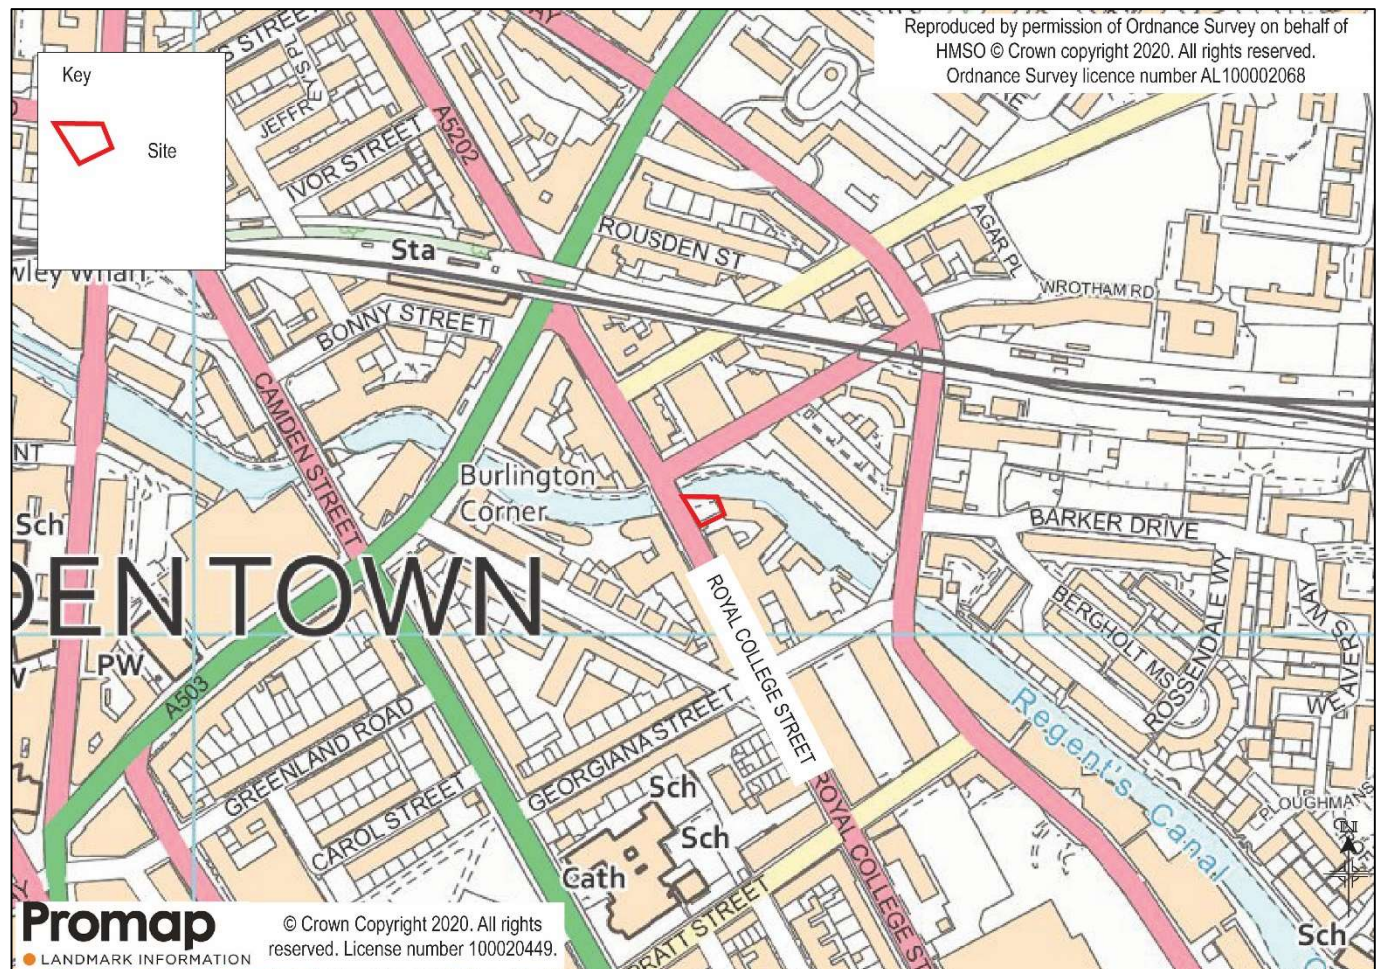 Reproduced by permission of Ordnance Survey on behalf of
HMSO © Crown copyright 2020. All rights reserved.
Ordnance Survey licence number AL100002068
Key
Site
A5202
IVOR STREET
Sta
ROUSDEN ST
AGAR PL
WROTHAM RD
BONNY STREET
CAMDEN STREET
Burlington
Corner
Sch
BARKER DRIVE
DEN TOWN
ROYAL COLLEGE STREET
BERGHOLT MS
ROSSENDALE WY
PW
A503
GREENLAND ROAD
CAROL STREET
GEORGIANA STREET
Regent's Canal
Sch
Sch
Cath
ROYAL COLLEGE ST
PRATT STREET
Sch
Promap
LANDMARK INFORMATION
© Crown Copyright 2020. All rights
reserved. License number 100020449.